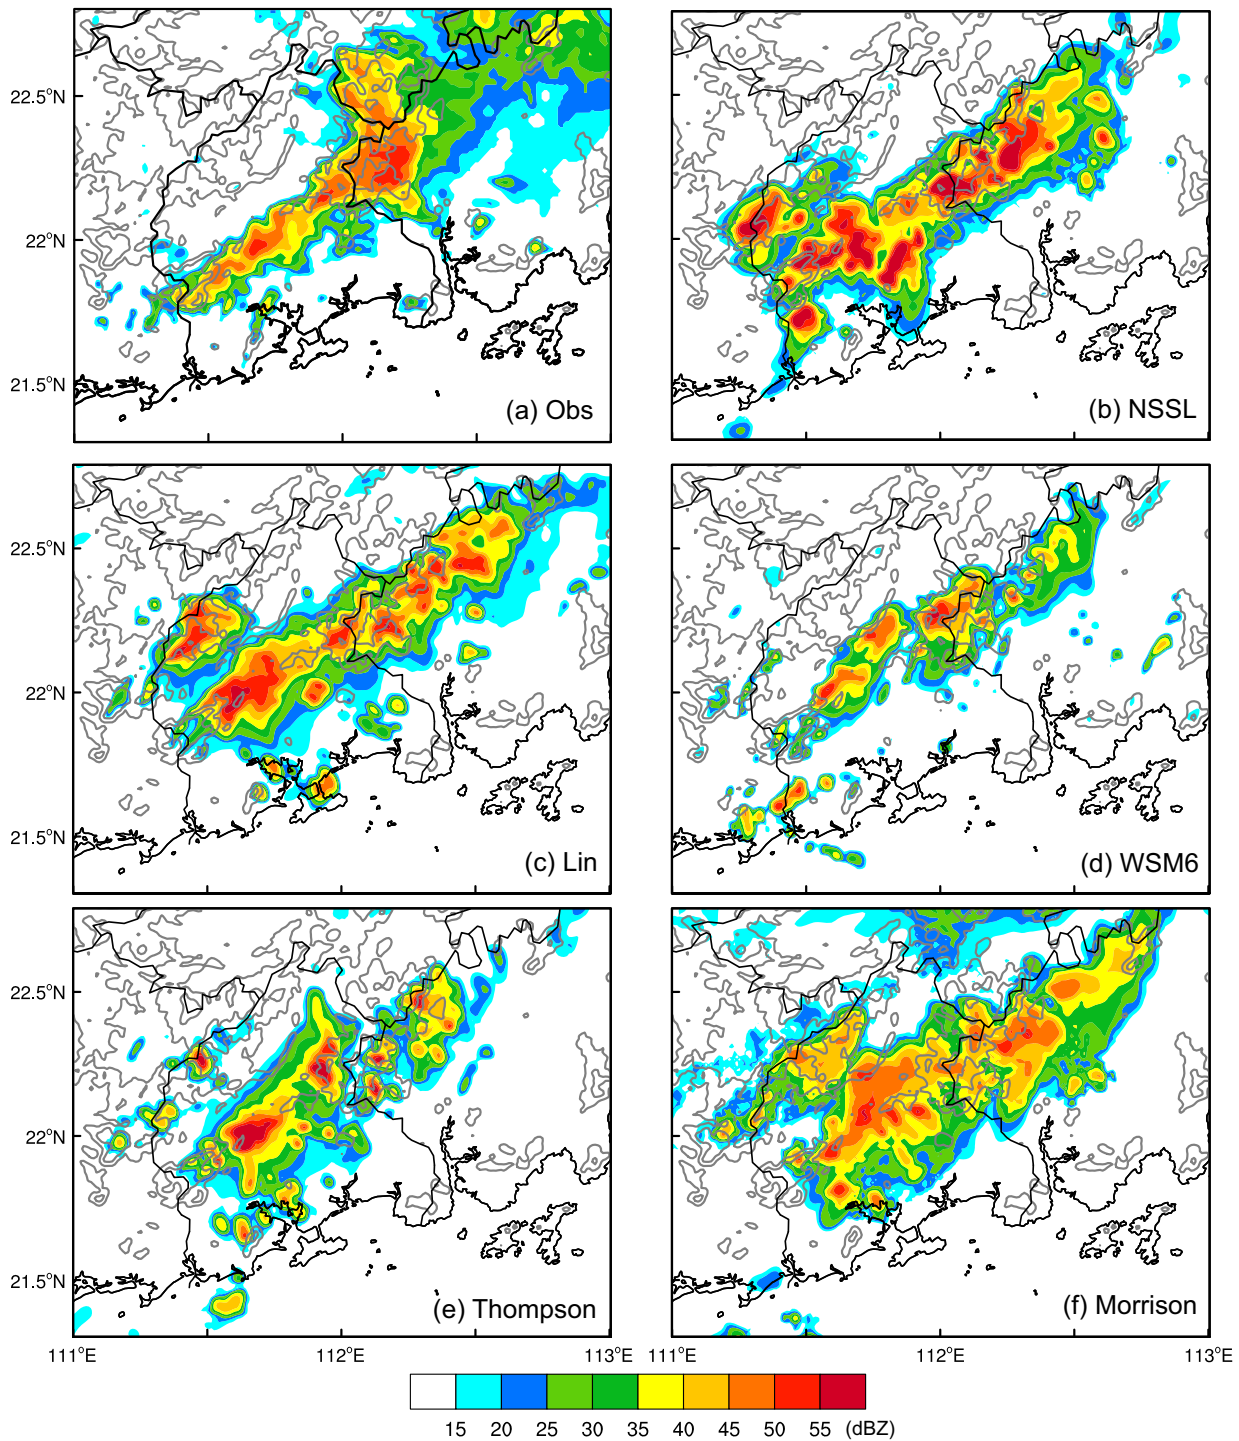 22.5°N
22°N
21.5°N
(a) Obs
(b) NSSL
22.5°N
22°N
21.5°N
(c) Lin
(d) WSM6
22.5°N
22°N
21.5°N
(e) Thompson
(f) Morrison
111°E 112°E 113°E 111°E 112°E 113°E
15 20 25 30 35 40 45 50 55 (dBZ)